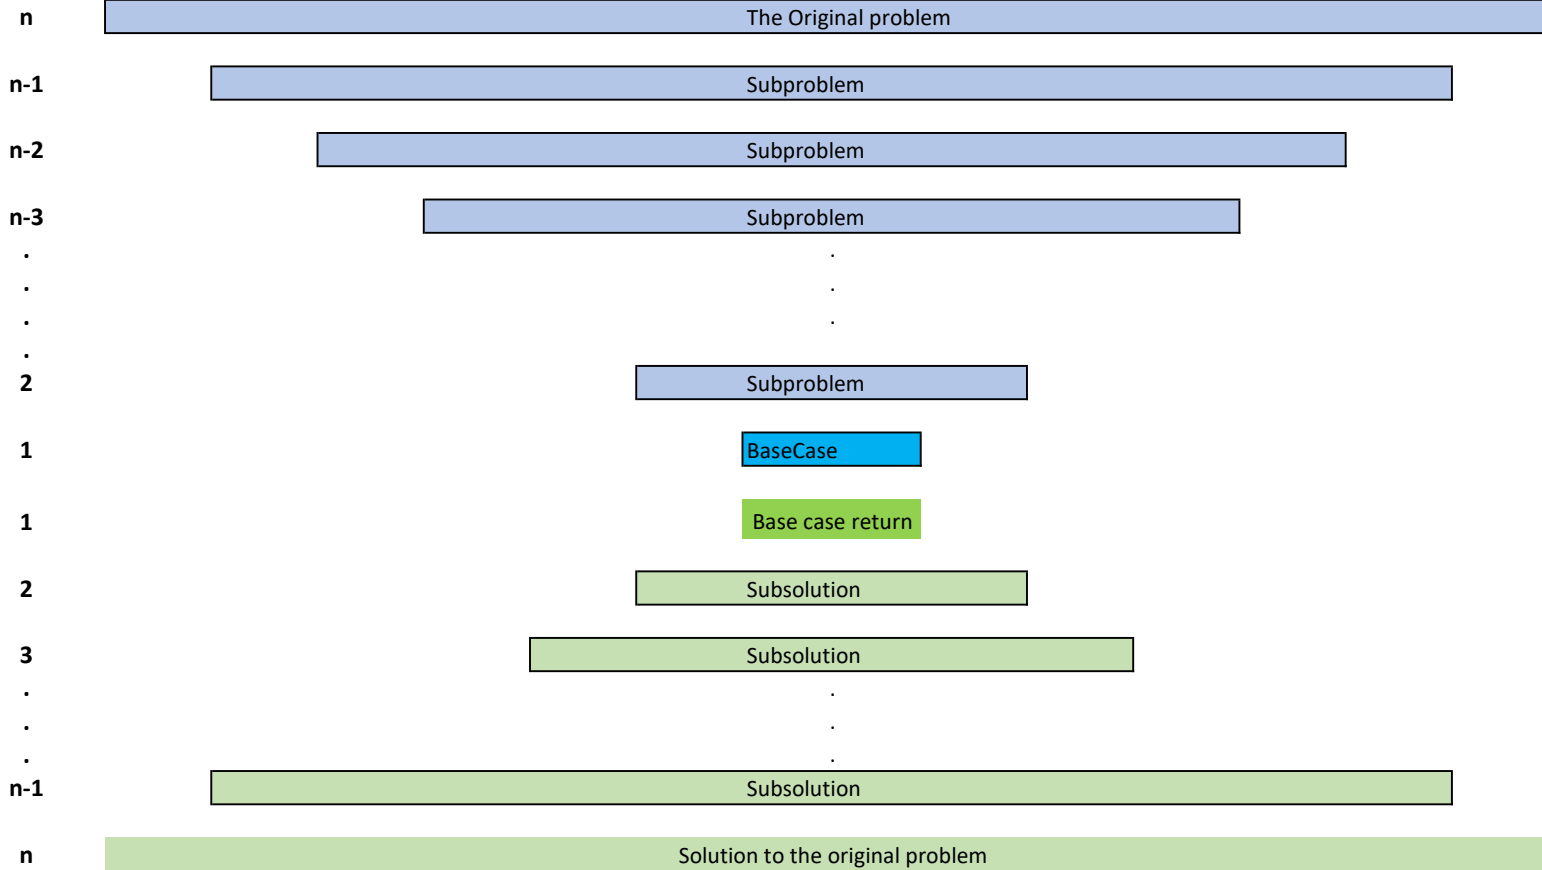 n The Original problem
n-1 Subproblem
n-2 Subproblem
n-3 Subproblem
. .
. .
. .
.
2 Subproblem
1 BaseCase
1 Base case return
2 Subsolution
3 Subsolution
. .
. .
. .
n-1 Subsolution
n Solution to the original problem